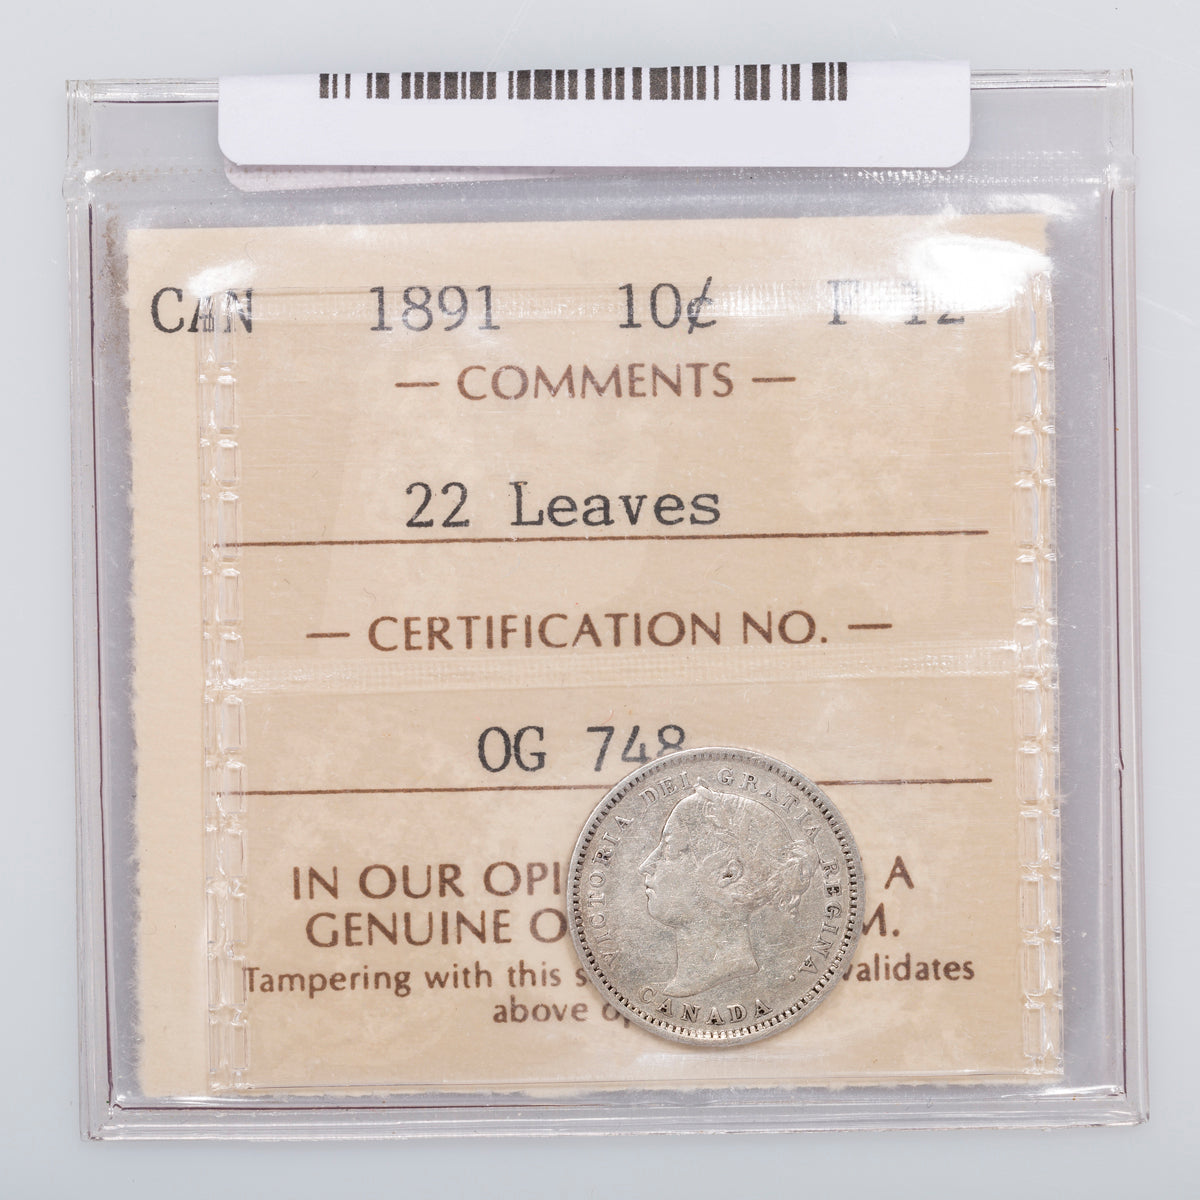 CAN 1891 10¢ F-12
— COMMENTS —
22 Leaves
— CERTIFICATION NO. —
OG 748
IN OUR OPI A
GENUINE O M.
Tampering with this s validates
above op
VICTORIA DEI GRATIA REGINA.
CANADA